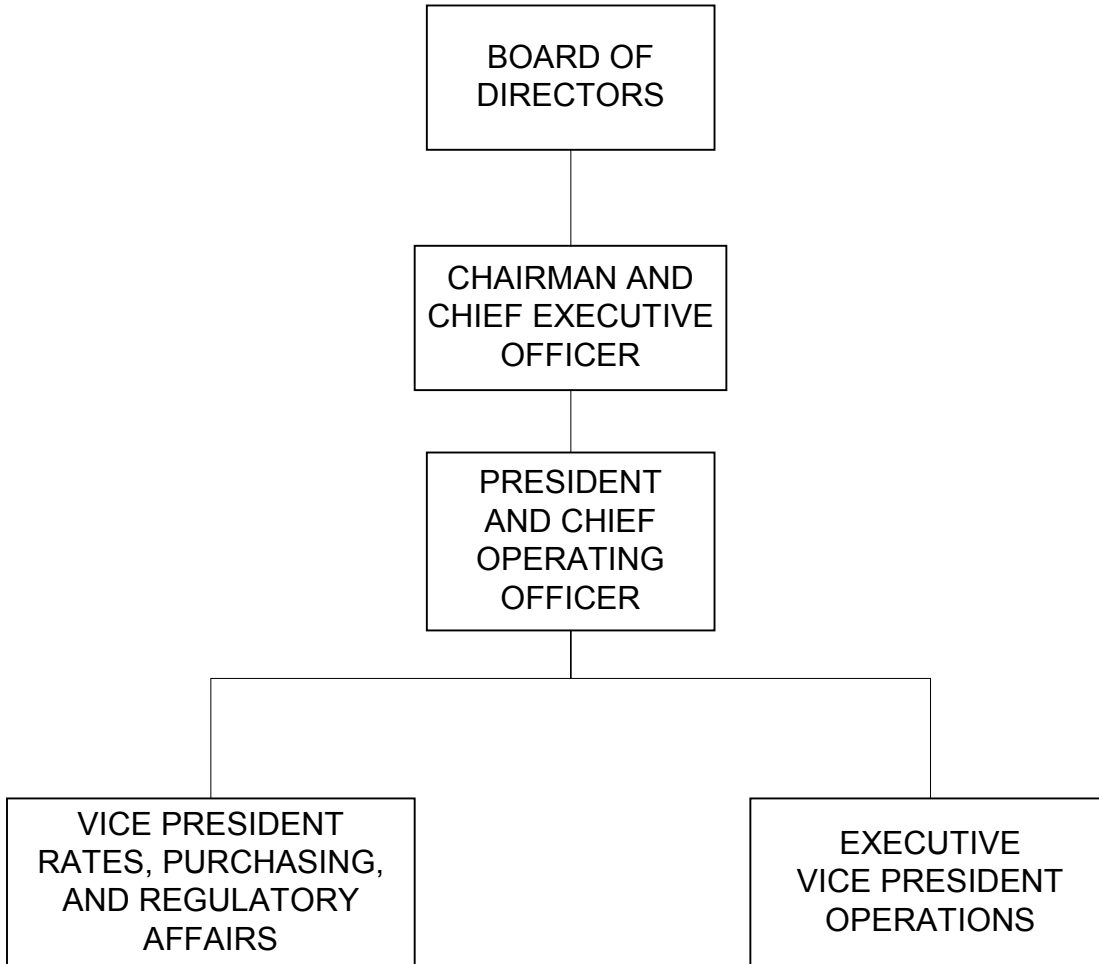 BOARD OF
DIRECTORS
CHAIRMAN AND
CHIEF EXECUTIVE
OFFICER
PRESIDENT
AND CHIEF
OPERATING
OFFICER
VICE PRESIDENT
RATES, PURCHASING,
AND REGULATORY
AFFAIRS
EXECUTIVE
VICE PRESIDENT
OPERATIONS